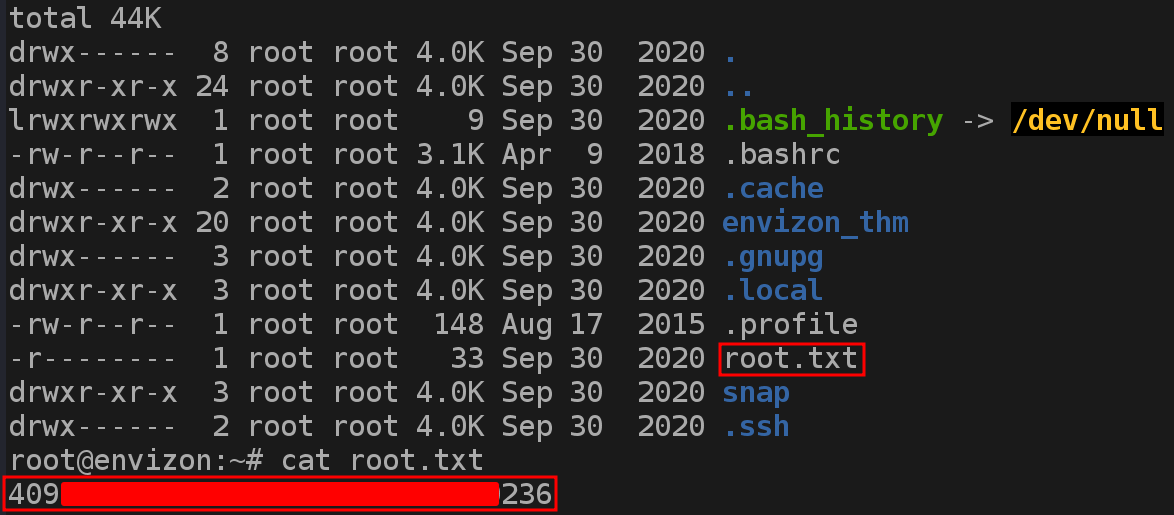 total 44K
drwx------  8 root root 4.0K Sep 30  2020 .
drwxr-xr-x 24 root root 4.0K Sep 30  2020 ..
lrwxrwxrwx  1 root root    9 Sep 30  2020 .bash_history -> /dev/null
-rw-r--r--  1 root root 3.1K Apr  9  2018 .bashrc
drwx------  2 root root 4.0K Sep 30  2020 .cache
drwxr-xr-x 20 root root 4.0K Sep 30  2020 envizon_thm
drwx------  3 root root 4.0K Sep 30  2020 .gnupg
drwxr-xr-x  3 root root 4.0K Sep 30  2020 .local
-rw-r--r--  1 root root  148 Aug 17  2015 .profile
-r--------  1 root root   33 Sep 30  2020 root.txt
drwxr-xr-x  3 root root 4.0K Sep 30  2020 snap
drwx------  2 root root 4.0K Sep 30  2020 .ssh
root@envizon:~# cat root.txt
409 236